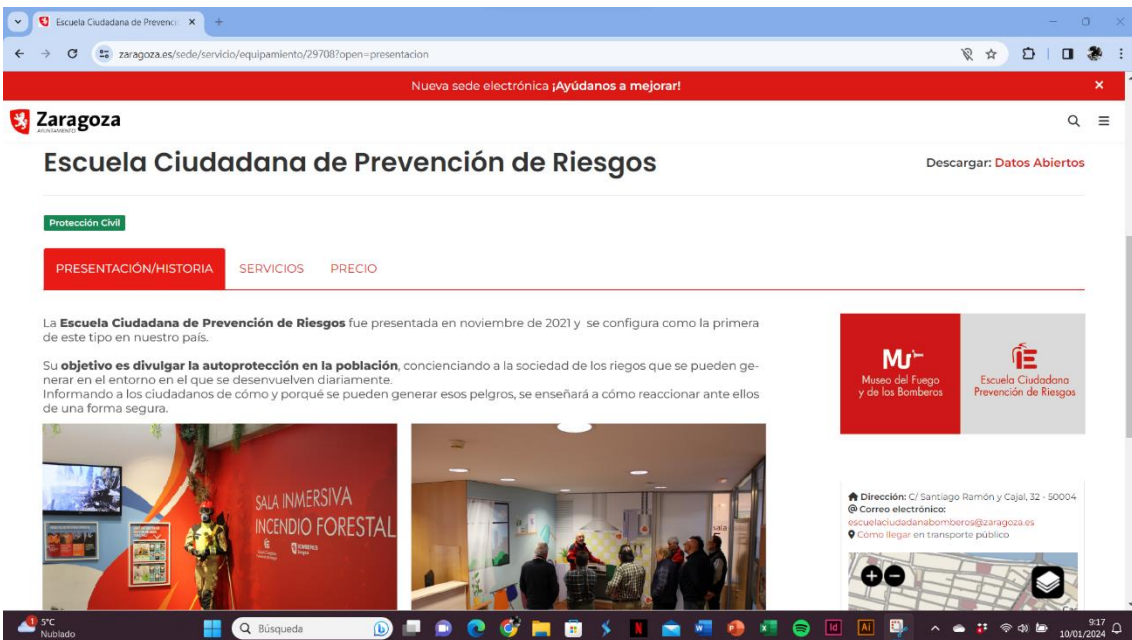 Escuela Ciudadana de Prevenció
zaragoza.es/sede/servicio/equipamiento/29708?open=presentacion
Nueva sede electrónica ¡Ayúdanos a mejorar!
Zaragoza
AYUNTAMIENTO
Escuela Ciudadana de Prevención de Riesgos
Descargar: Datos Abiertos
Protección Civil
PRESENTACIÓN/HISTORIA
SERVICIOS
PRECIO
La Escuela Ciudadana de Prevención de Riesgos fue presentada en noviembre de 2021 y se configura como la primera
de este tipo en nuestro país.
Su objetivo es divulgar la autoprotección en la población, concienciando a la sociedad de los riegos que se pueden ge-
nerar en el entorno en el que se desenvuelven diariamente.
Informando a los ciudadanos de cómo y porqué se pueden generar esos pelgros, se enseñará a cómo reaccionar ante ellos
de una forma segura.
Museo del Fuego
y de los Bomberos
Escuela Ciudadana
Prevención de Riesgos
SALA INMERSIVA
INCENDIO FORESTAL
BOMBEROS
Dirección: C/ Santiago Ramón y Cajal, 32 - 50004
@ Correo electrónico:
escuelaciudadanabomberos@zaragoza.es
Cómo llegar en transporte público
1
5°C
Nublado
Búsqueda
9:17
10/01/2024